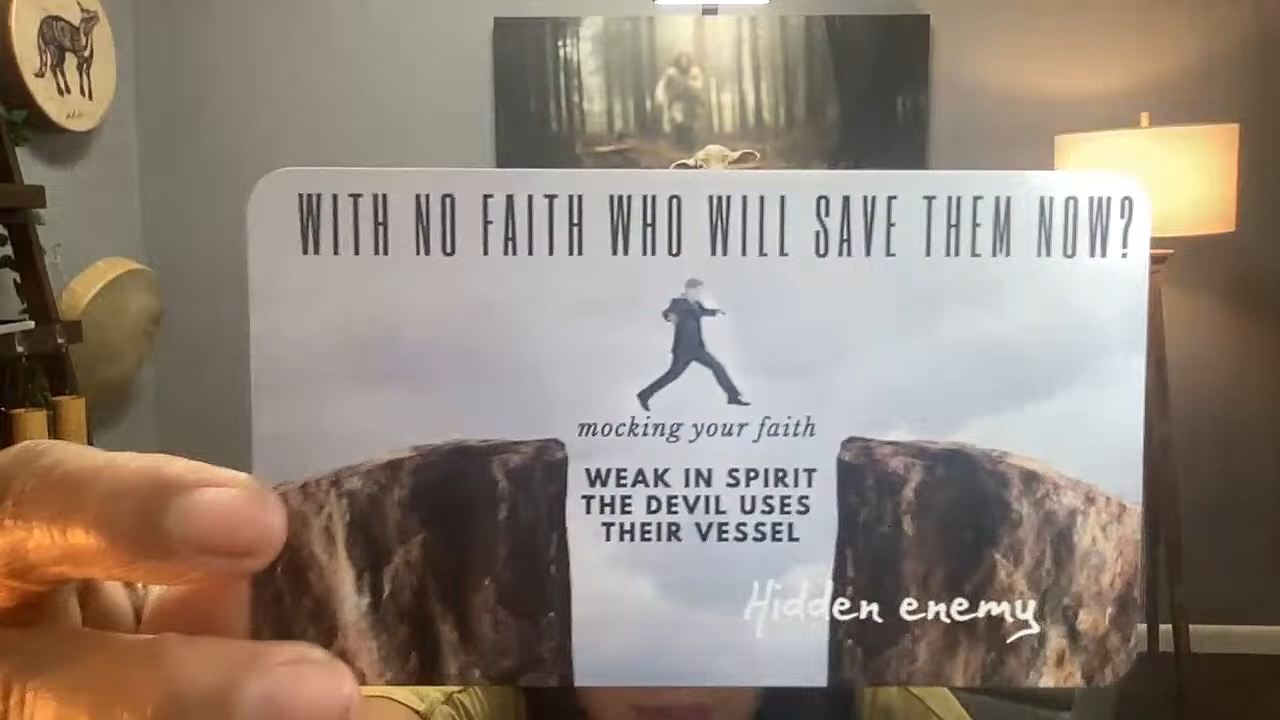 WITH NO FAITH WHO WILL SAVE THEM NOW?
mocking your faith
WEAK IN SPIRIT
THE DEVIL USES
THEIR VESSEL
Hidden enemy